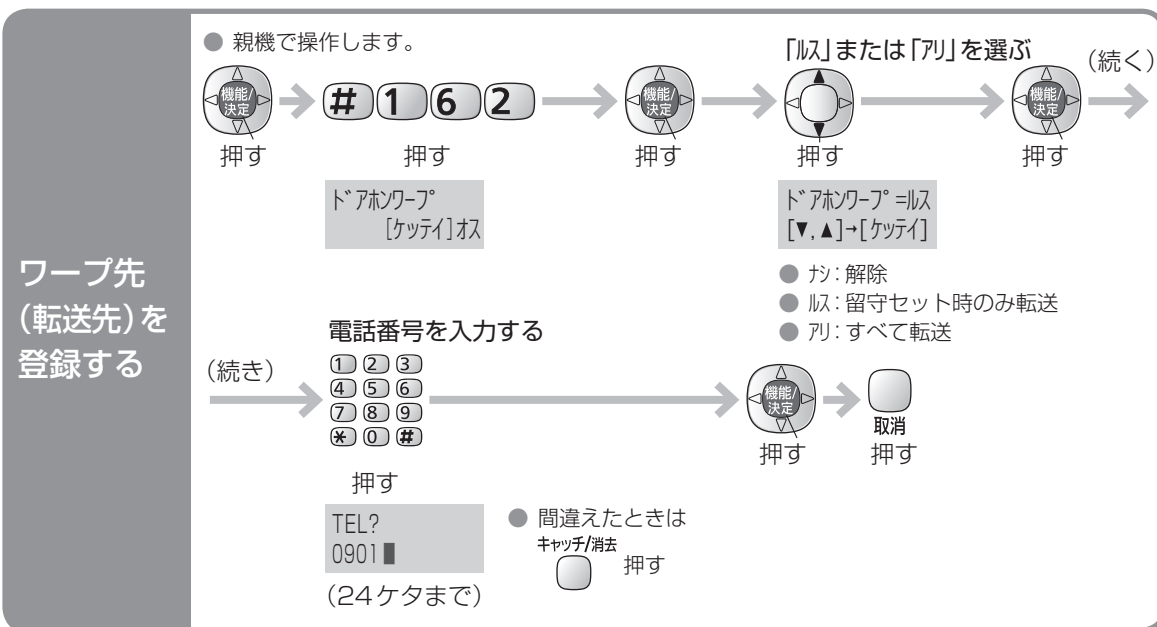 ワープ先
(転送先)を
登録する
● 親機で操作します。
機能/
決定
押す
#162
押す
ドアホンワープ
[ケッテイ]オス
機能/
決定
押す
「ルス」または「アリ」を選ぶ
押す
ドアホンワープ=ルス
[▼,▲]→[ケッテイ]
● ナシ:解除
● ルス:留守セット時のみ転送
● アリ:すべて転送
機能/
決定
押す
(続く)
(続き)
電話番号を入力する
1 2 3
4 5 6
7 8 9
* 0 #
押す
TEL?
0901■
(24ケタまで)
● 間違えたときは
キャッチ/消去
押す
機能/
決定
押す
取消
押す